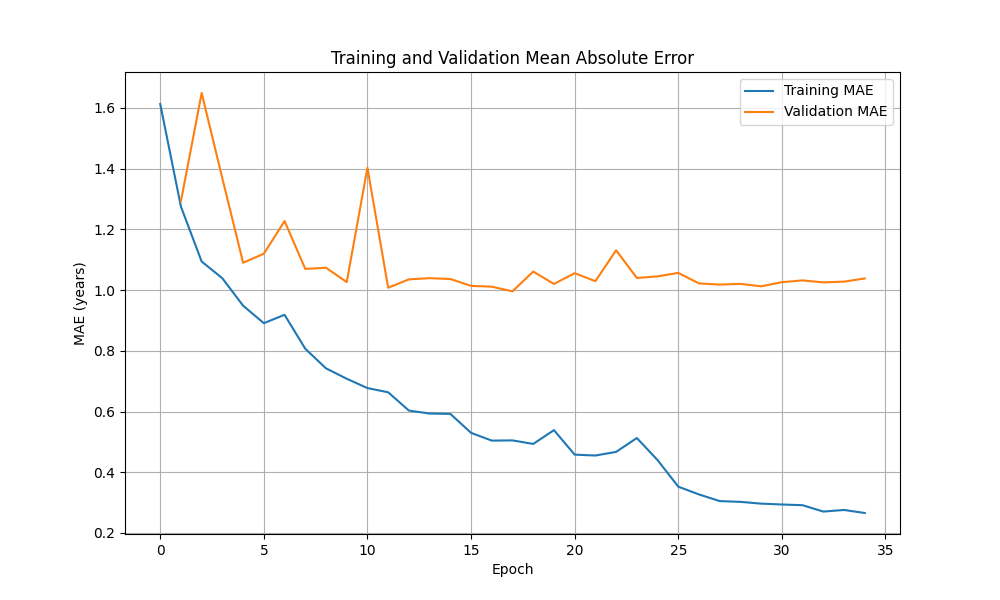 Training and Validation Mean Absolute Error
Training MAE
Validation MAE
MAE (years)
1.6
1.4
1.2
1.0
0.8
0.6
0.4
0.2
0 5 10 15 20 25 30 35
Epoch